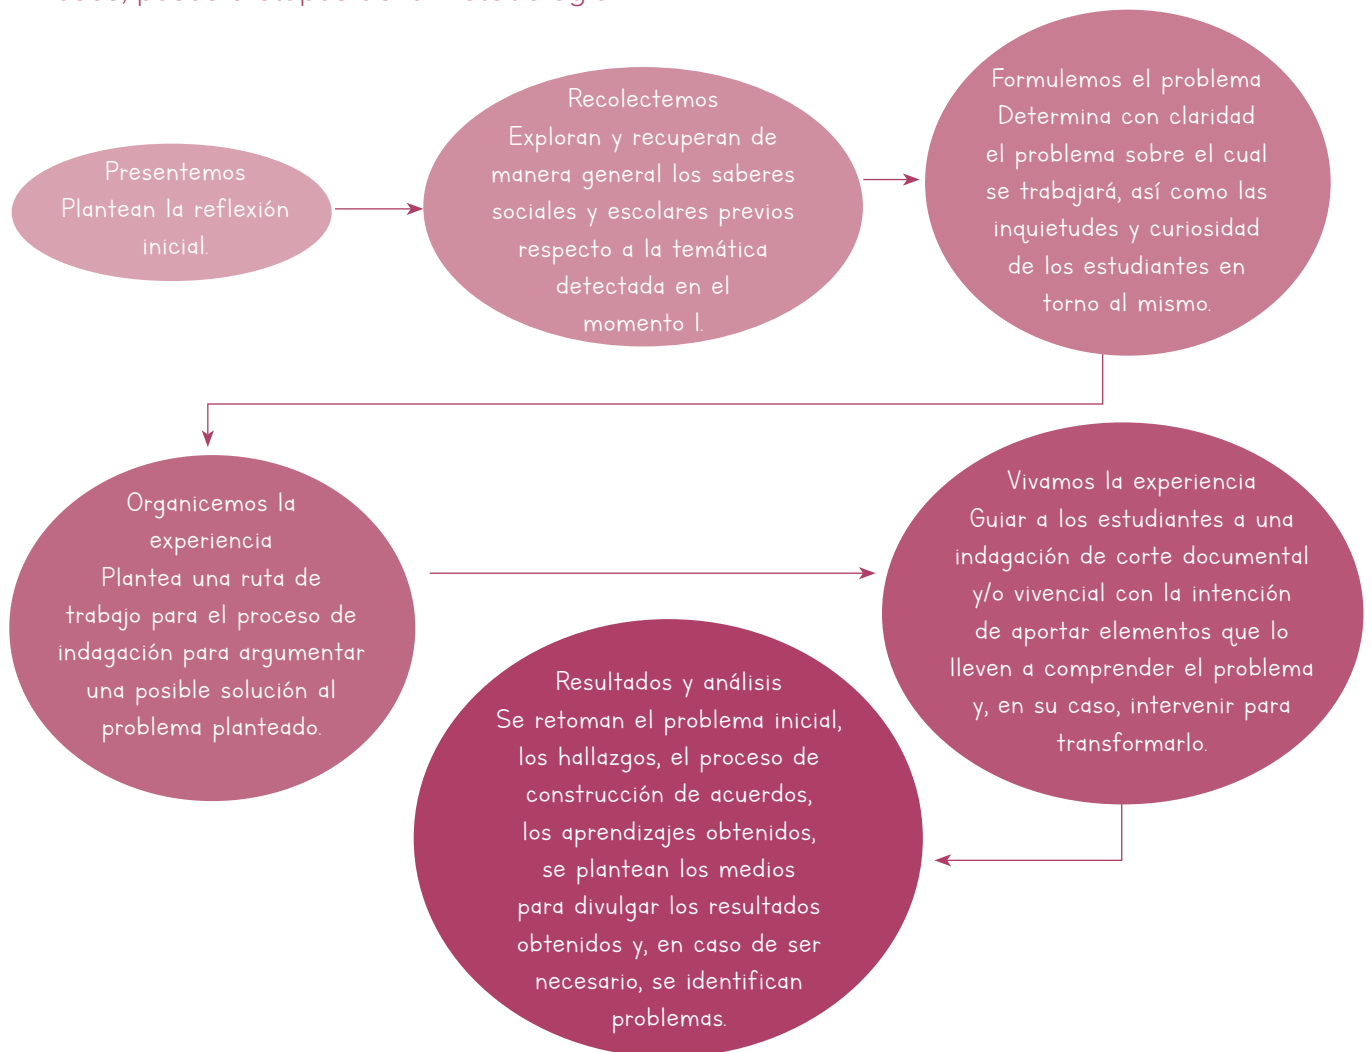 pasos o etapas de la metodología
Presentemos
Plantean la reflexión
inicial.
Recolectemos
Exploran y recuperan de
manera general los saberes
sociales y escolares previos
respecto a la temática
detectada en el
momento I.
Formulemos el problema
Determina con claridad
el problema sobre el cual
se trabajará, así como las
inquietudes y curiosidad
de los estudiantes en
torno al mismo.
Organicemos la
experiencia
Plantea una ruta de
trabajo para el proceso de
indagación para argumentar
una posible solución al
problema planteado.
Vivamos la experiencia
Guiar a los estudiantes a una
indagación de corte documental
y/o vivencial con la intención
de aportar elementos que lo
lleven a comprender el problema
y, en su caso, intervenir para
transformarlo.
Resultados y análisis
Se retoman el problema inicial,
los hallazgos, el proceso de
construcción de acuerdos,
los aprendizajes obtenidos,
se plantean los medios
para divulgar los resultados
obtenidos y, en caso de ser
necesario, se identifican
problemas.